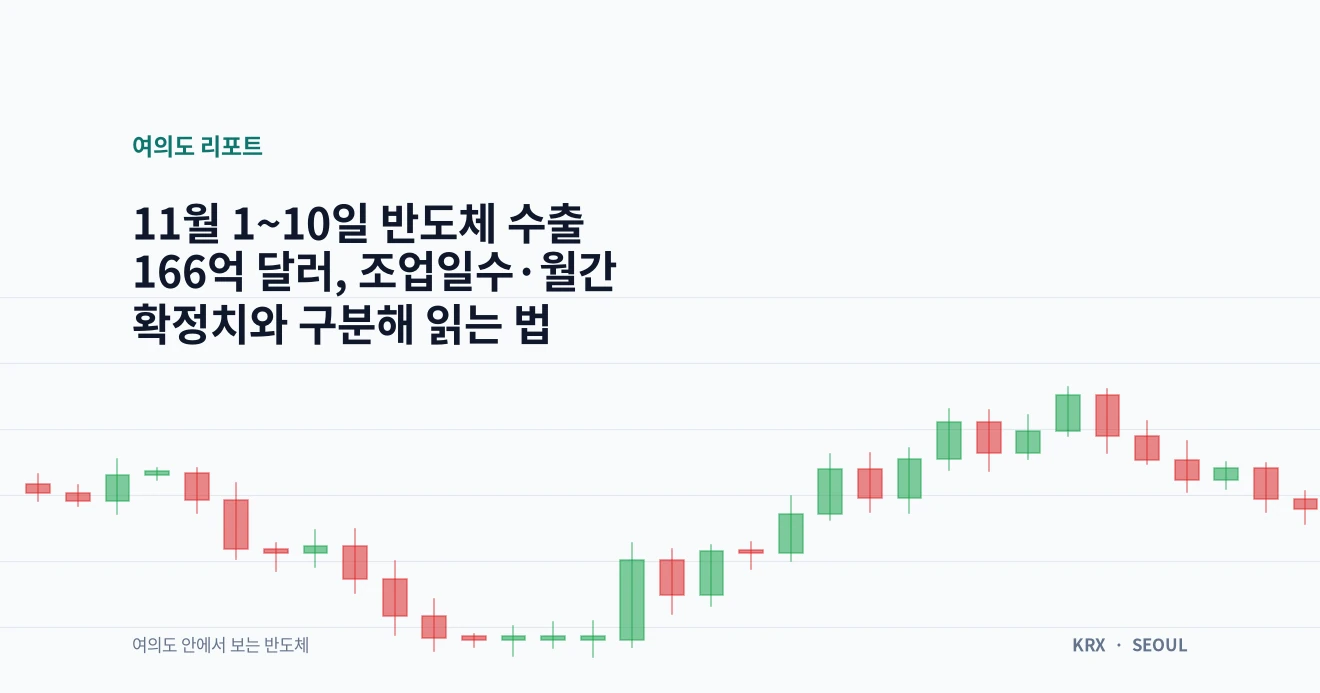 여의도 리포트
11월 1~10일 반도체 수출
166억 달러, 조업일수·월간
확정치와 구분해 읽는 법
여의도 안에서 보는 반도체
KRX · SEOUL